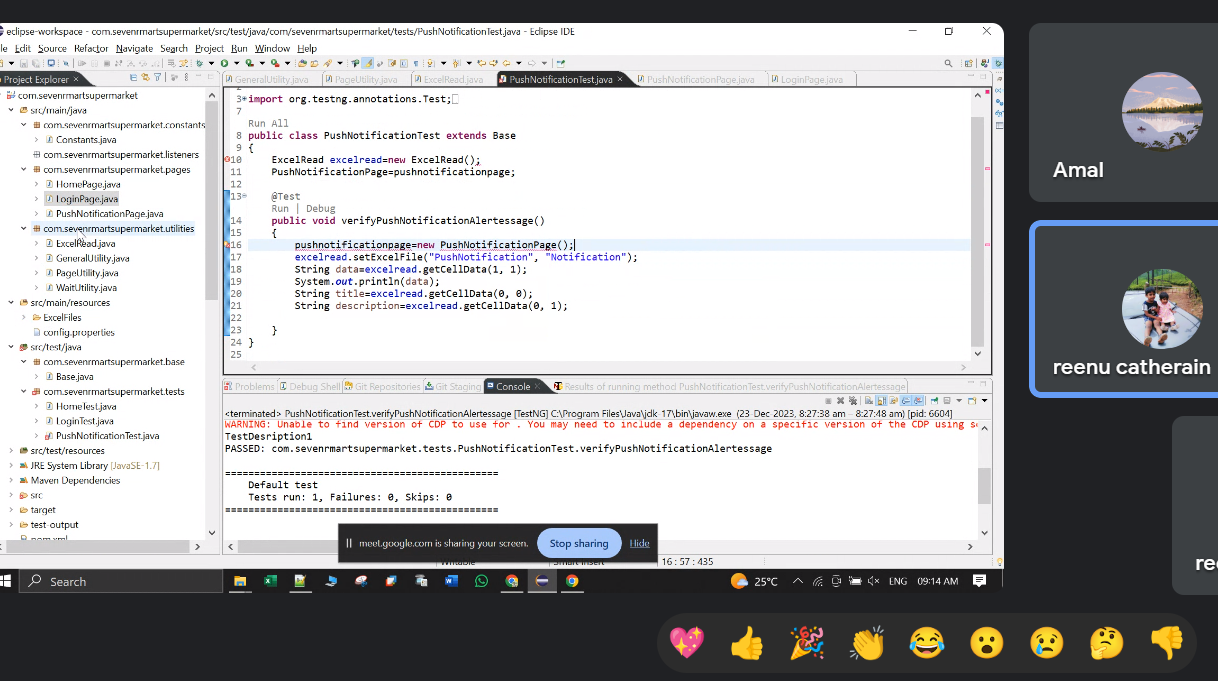 eclipse-workspace - com.sevenrmartsupermarket/src/test/java/com/sevenrmartsupermarket/tests/PushNotificationTest.java - Eclipse IDE
Edit Source Refactor Navigate Search Project Run Window Help
Project Explorer
GeneralUtility.java PageUtility.java ExcelRead.java PushNotificationTest.java PushNotificationPage.java LoginPage.java
com.sevenrmartsupermarket
src/main/java
com.sevenrmartsupermarket.constants
Constants.java
com.sevenrmartsupermarket.listeners
com.sevenrmartsupermarket.pages
HomePage.java
LoginPage.java
PushNotificationPage.java
com.sevenrmartsupermarket.utilities
ExcelRead.java
GeneralUtility.java
PageUtility.java
WaitUtility.java
src/main/resources
ExcelFiles
config.properties
src/test/java
com.sevenrmartsupermarket.base
Base.java
com.sevenrmartsupermarket.tests
HomeTest.java
LoginTest.java
PushNotificationTest.java
src/test/resources
JRE System Library [JavaSE-1.7]
Maven Dependencies
src
target
test-output
pom.xml
3 import org.testng.annotations.Test;
7
Run All
8 public class PushNotificationTest extends Base
9 {
10 ExcelRead excelread=new ExcelRead();
11 PushNotificationPage=pushnotificationpage;
12
13 @Test
Run | Debug
14 public void verifyPushNotificationAlertessage()
15 {
16 pushnotificationpage=new PushNotificationPage();
17 excelread.setExcelFile("PushNotification", "Notification");
18 String data=excelread.getCellData(1, 1);
19 System.out.println(data);
20 String title=excelread.getCellData(0, 0);
21 String description=excelread.getCellData(0, 1);
22
23 }
24 }
25
Problems Debug Shell Git Repositories Git Staging Console Results of running method PushNotificationTest.verifyPushNotificationAlertessage
<terminated> PushNotificationTest.verifyPushNotificationAlertessage [TestNG] C:\Program Files\Java\jdk-17\bin\javaw.exe (23-Dec-2023, 8:27:38 am – 8:27:48 am) [pid: 6604]
WARNING: Unable to find version of CDP to use for . You may need to include a dependency on a specific version of the CDP using
TestDesription1
PASSED: com.sevenrmartsupermarket.tests.PushNotificationTest.verifyPushNotificationAlertessage
===============================================
Default test
Tests run: 1, Failures: 0, Skips: 0
===============================================
meet.google.com is sharing your screen. Stop sharing Hide
Writable Smart Insert 16 : 57 : 435
Search
25°C ENG 09:14 AM
Amal
reenu catherain